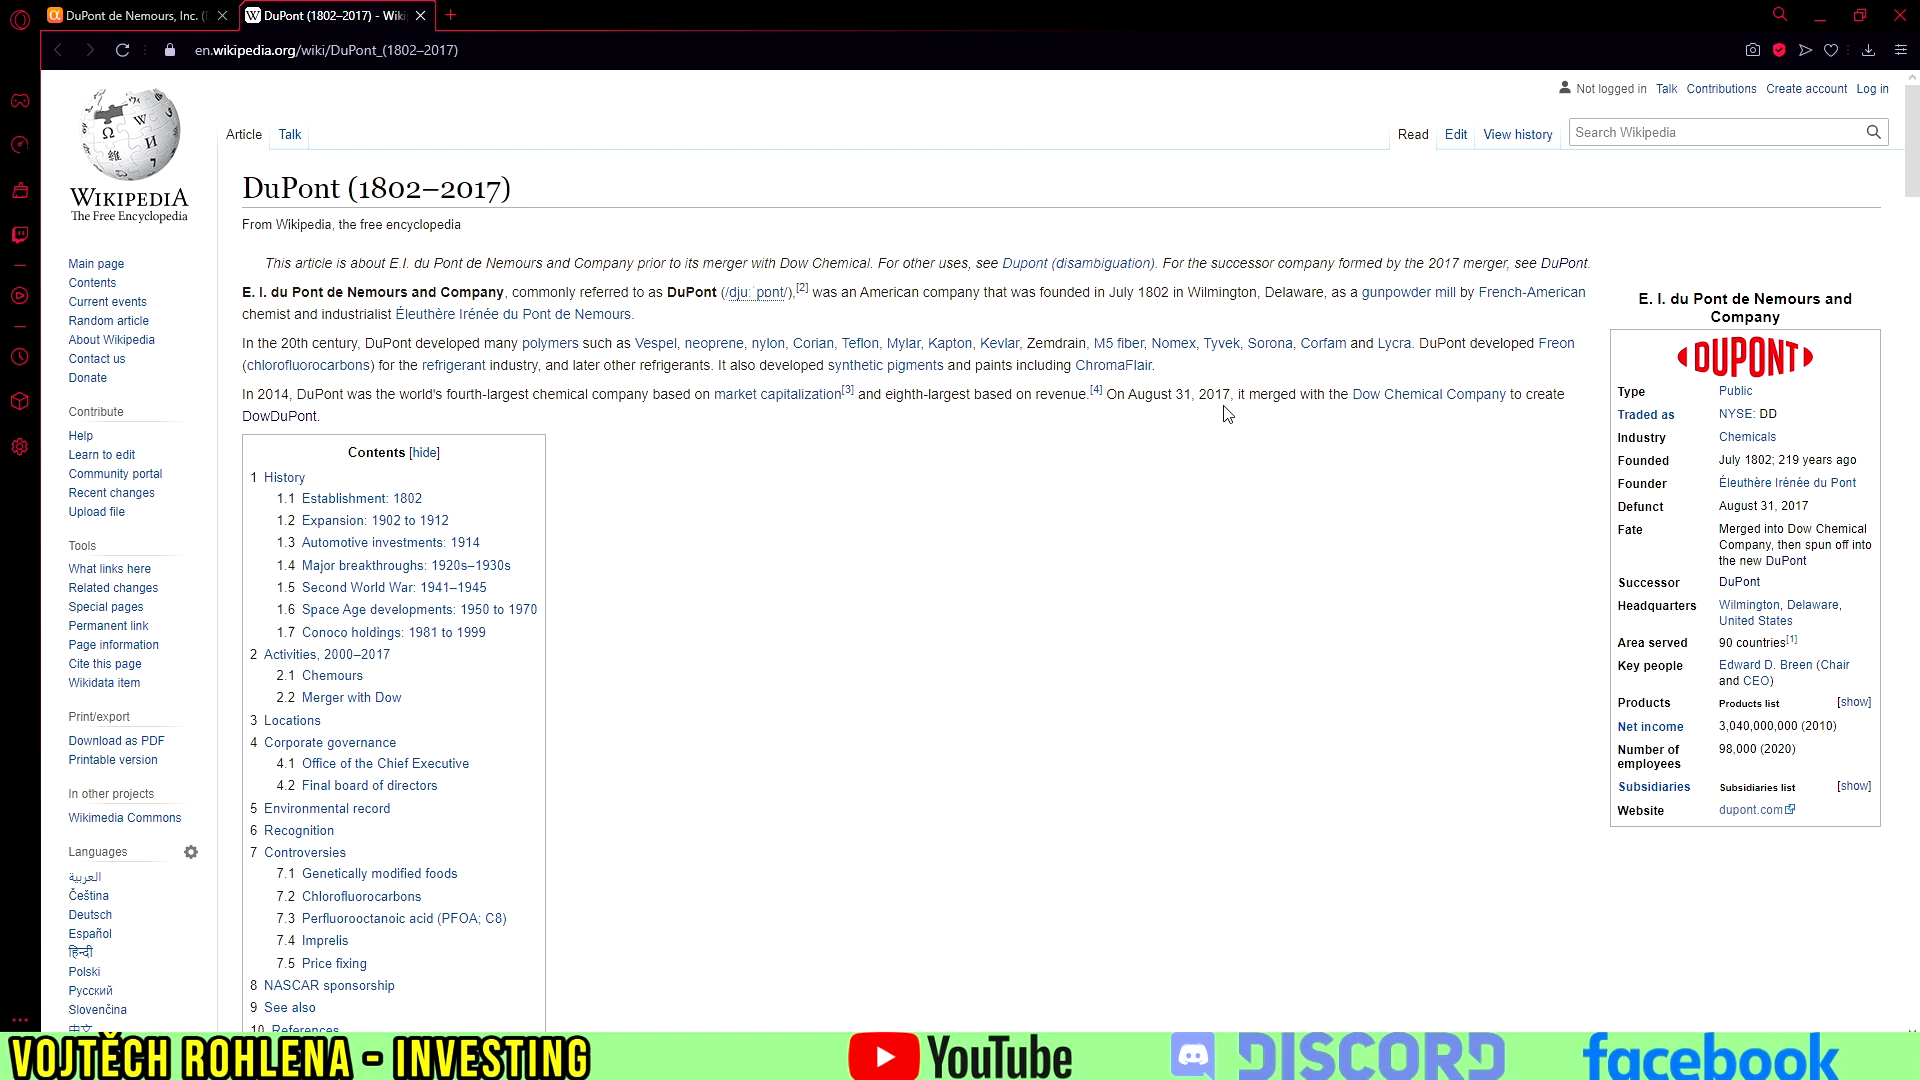 DuPont de Nemours, Inc. (
DuPont (1802–2017) - Wiki
en.wikipedia.org/wiki/DuPont_(1802–2017)
Not logged in Talk Contributions Create account Log in
Article Talk
Read Edit View history Search Wikipedia
WIKIPEDIA
The Free Encyclopedia
Main page
Contents
Current events
Random article
About Wikipedia
Contact us
Donate
Contribute
Help
Learn to edit
Community portal
Recent changes
Upload file
Tools
What links here
Related changes
Special pages
Permanent link
Page information
Cite this page
Wikidata item
Print/export
Download as PDF
Printable version
In other projects
Wikimedia Commons
Languages
العربية
Čeština
Deutsch
Español
हिन्दी
Polski
Русский
Slovenčina
中文
DuPont (1802–2017)
From Wikipedia, the free encyclopedia
This article is about E.I. du Pont de Nemours and Company prior to its merger with Dow Chemical. For other uses, see Dupont (disambiguation). For the successor company formed by the 2017 merger, see DuPont.
E. I. du Pont de Nemours and Company, commonly referred to as DuPont (/djuːˈpɒnt/),[2] was an American company that was founded in July 1802 in Wilmington, Delaware, as a gunpowder mill by French-American
chemist and industrialist Éleuthère Irénée du Pont de Nemours.
In the 20th century, DuPont developed many polymers such as Vespel, neoprene, nylon, Corian, Teflon, Mylar, Kapton, Kevlar, Zemdrain, M5 fiber, Nomex, Tyvek, Sorona, Corfam and Lycra. DuPont developed Freon
(chlorofluorocarbons) for the refrigerant industry, and later other refrigerants. It also developed synthetic pigments and paints including ChromaFlair.
In 2014, DuPont was the world's fourth-largest chemical company based on market capitalization[3] and eighth-largest based on revenue.[4] On August 31, 2017, it merged with the Dow Chemical Company to create
DowDuPont.
Contents [hide]
1 History
1.1 Establishment: 1802
1.2 Expansion: 1902 to 1912
1.3 Automotive investments: 1914
1.4 Major breakthroughs: 1920s–1930s
1.5 Second World War: 1941–1945
1.6 Space Age developments: 1950 to 1970
1.7 Conoco holdings: 1981 to 1999
2 Activities, 2000–2017
2.1 Chemours
2.2 Merger with Dow
3 Locations
4 Corporate governance
4.1 Office of the Chief Executive
4.2 Final board of directors
5 Environmental record
6 Recognition
7 Controversies
7.1 Genetically modified foods
7.2 Chlorofluorocarbons
7.3 Perfluorooctanoic acid (PFOA; C8)
7.4 Imprelis
7.5 Price fixing
8 NASCAR sponsorship
9 See also
10 References
E. I. du Pont de Nemours and
Company
DUPONT
Type Public
Traded as NYSE: DD
Industry Chemicals
Founded July 1802; 219 years ago
Founder Éleuthère Irénée du Pont
Defunct August 31, 2017
Fate Merged into Dow Chemical
Company, then spun off into
the new DuPont
Successor DuPont
Headquarters Wilmington, Delaware,
United States
Area served 90 countries[1]
Key people Edward D. Breen (Chair
and CEO)
Products Products list [show]
Net income 3,040,000,000 (2010)
Number of 98,000 (2020)
employees
Subsidiaries Subsidiaries list [show]
Website dupont.com
VOJTĚCH ROHLENA - INVESTING
YouTube
DISCORD
facebook